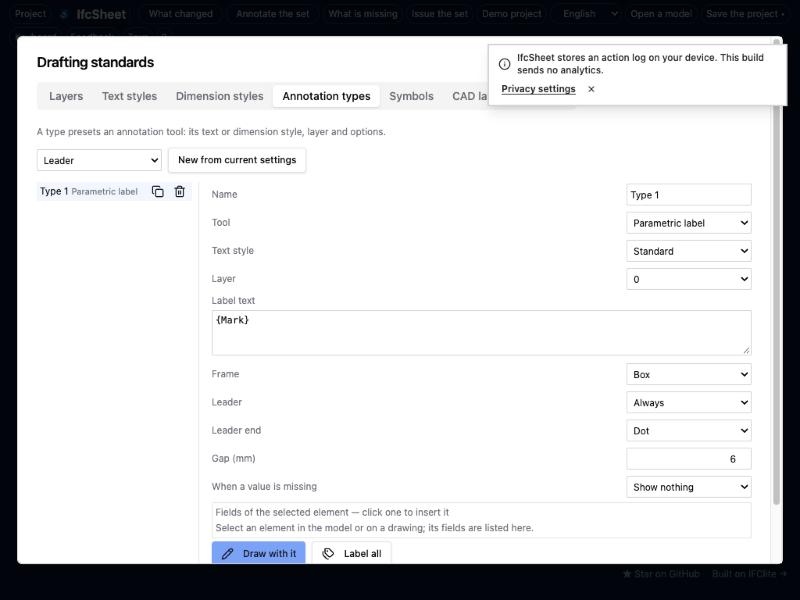 Project IfcSheet What changed Annotate the set What is missing Issue the set Demo project English Open a model Save the project
Drafting standards
IfcSheet stores an action log on your device. This build
sends no analytics.
Privacy settings ×
Layers Text styles Dimension styles Annotation types Symbols CAD la
A type presets an annotation tool: its text or dimension style, layer and options.
Leader New from current settings
Type 1 Parametric label
Name Type 1
Tool Parametric label
Text style Standard
Layer 0
Label text
{Mark}
Frame Box
Leader Always
Leader end Dot
Gap (mm) 6
When a value is missing Show nothing
Fields of the selected element — click one to insert it
Select an element in the model or on a drawing; its fields are listed here.
Draw with it Label all
★ Star on GitHub Built on IFClite →